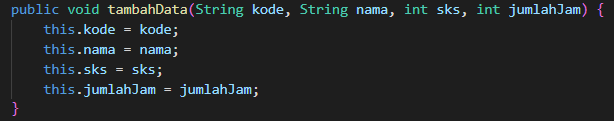 public void tambahData(String kode, String nama, int sks, int jumlahJam) {
    this.kode = kode;
    this.nama = nama;
    this.sks = sks;
    this.jumlahJam = jumlahJam;
}